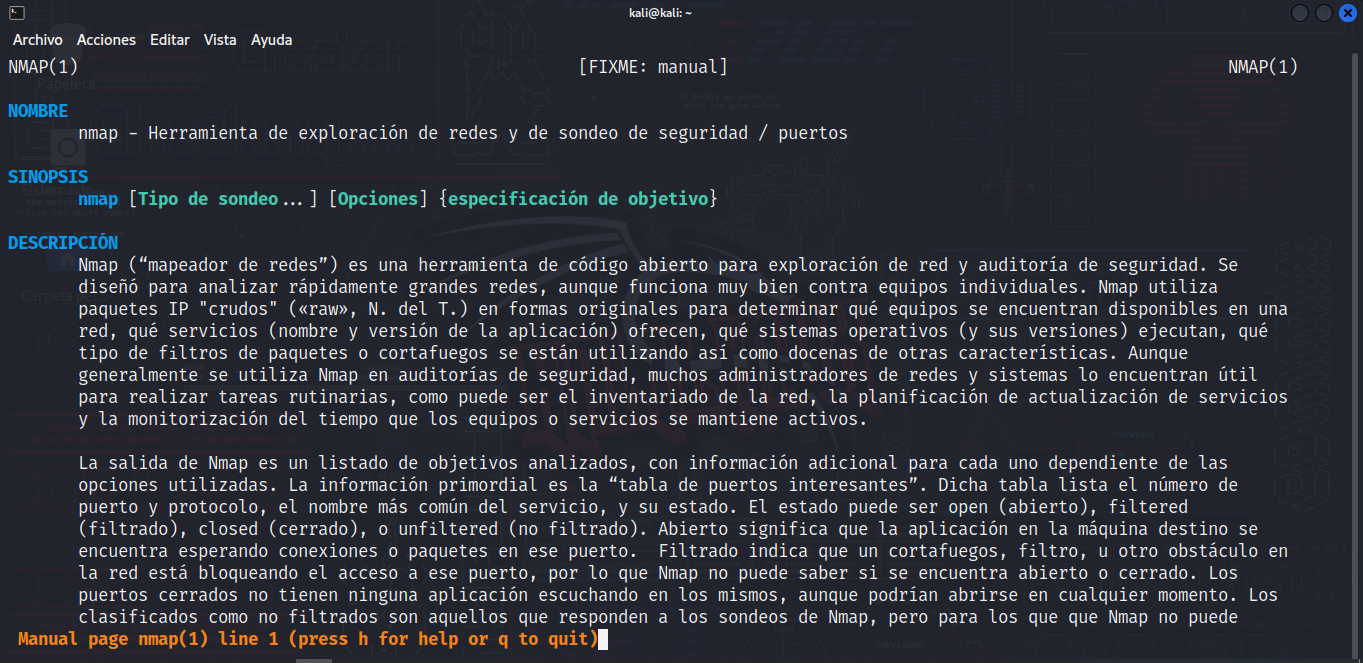 kali@kali: ~
Archivo Acciones Editar Vista Ayuda
NMAP(1) [FIXME: manual] NMAP(1)
NOMBRE
nmap - Herramienta de exploración de redes y de sondeo de seguridad / puertos
SINOPSIS
nmap [Tipo de sondeo...] [Opciones] {especificación de objetivo}
DESCRIPCIÓN
Nmap (“mapeador de redes”) es una herramienta de código abierto para exploración de red y auditoría de seguridad. Se
diseñó para analizar rápidamente grandes redes, aunque funciona muy bien contra equipos individuales. Nmap utiliza
paquetes IP "crudos" («raw», N. del T.) en formas originales para determinar qué equipos se encuentran disponibles en una
red, qué servicios (nombre y versión de la aplicación) ofrecen, qué sistemas operativos (y sus versiones) ejecutan, qué
tipo de filtros de paquetes o cortafuegos se están utilizando así como docenas de otras características. Aunque
generalmente se utiliza Nmap en auditorías de seguridad, muchos administradores de redes y sistemas lo encuentran útil
para realizar tareas rutinarias, como puede ser el inventariado de la red, la planificación de actualización de servicios
y la monitorización del tiempo que los equipos o servicios se mantiene activos.
La salida de Nmap es un listado de objetivos analizados, con información adicional para cada uno dependiente de las
opciones utilizadas. La información primordial es la “tabla de puertos interesantes”. Dicha tabla lista el número de
puerto y protocolo, el nombre más común del servicio, y su estado. El estado puede ser open (abierto), filtered
(filtrado), closed (cerrado), o unfiltered (no filtrado). Abierto significa que la aplicación en la máquina destino se
encuentra esperando conexiones o paquetes en ese puerto.  Filtrado indica que un cortafuegos, filtro, u otro obstáculo en
la red está bloqueando el acceso a ese puerto, por lo que Nmap no puede saber si se encuentra abierto o cerrado. Los
puertos cerrados no tienen ninguna aplicación escuchando en los mismos, aunque podrían abrirse en cualquier momento. Los
clasificados como no filtrados son aquellos que responden a los sondeos de Nmap, pero para los que que Nmap no puede
Manual page nmap(1) line 1 (press h for help or q to quit)